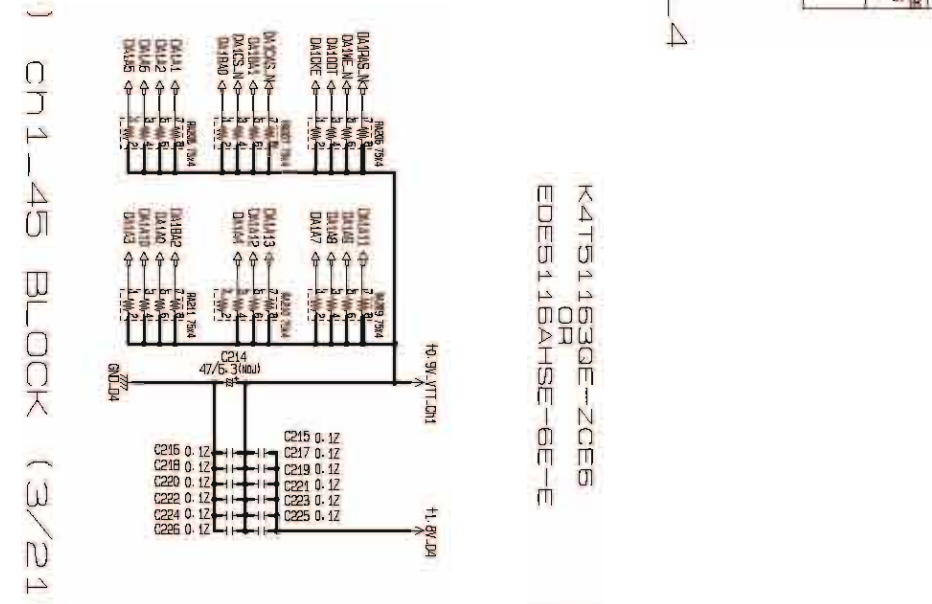 ) ch1-45 BLOCK (3/21
DA1A5
DA1A6
DA1A2
DA1A1
DA1BA0
DA1CS_N
DA1BA1
DA1CAS_N
DA1CKE
DA1ODT
DA1WE_N
DA1RAS_N
75x4
75x4
RA206 75x4
DA1A3
DA1A10
DA1A0
DA1BA2
DA1A4
DA1A12
DA1A13
DA1A7
DA1A8
DA1A11
RA211 75x4
RA210 75x4
RA209 75x4
C214
47/6.3(NOJ)
GND_D4
+0.9V_VTT_Ch1
C215 0.1Z
C216 0.1Z
C217 0.1Z
C218 0.1Z
C219 0.1Z
C220 0.1Z
C221 0.1Z
C222 0.1Z
C223 0.1Z
C224 0.1Z
C225 0.1Z
C226 0.1Z
+1.8V_D4
K4T51163QE-ZCE6
OR
EDE5116AHSE-6E-E
_4